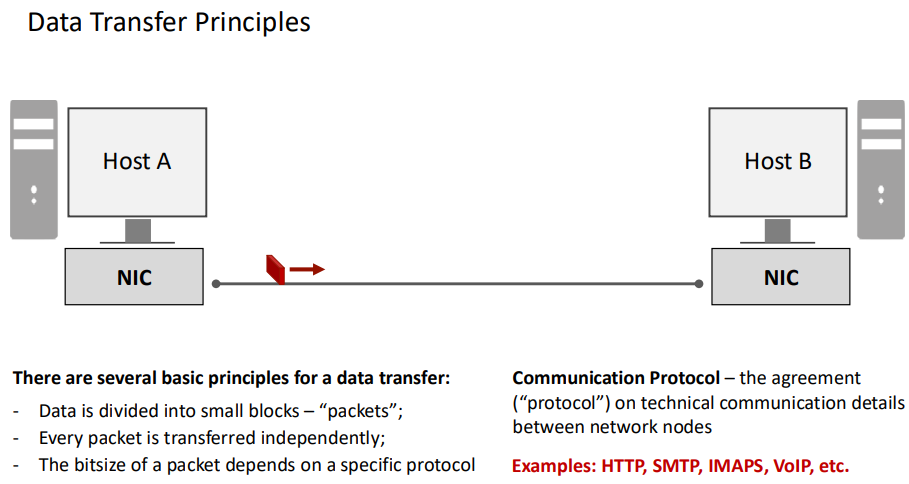 Data Transfer Principles
Host A
Host B
NIC
NIC
There are several basic principles for a data transfer:
- Data is divided into small blocks – “packets”;
- Every packet is transferred independently;
- The bitsize of a packet depends on a specific protocol
Communication Protocol – the agreement
(“protocol”) on technical communication details
between network nodes
Examples: HTTP, SMTP, IMAPS, VoIP, etc.